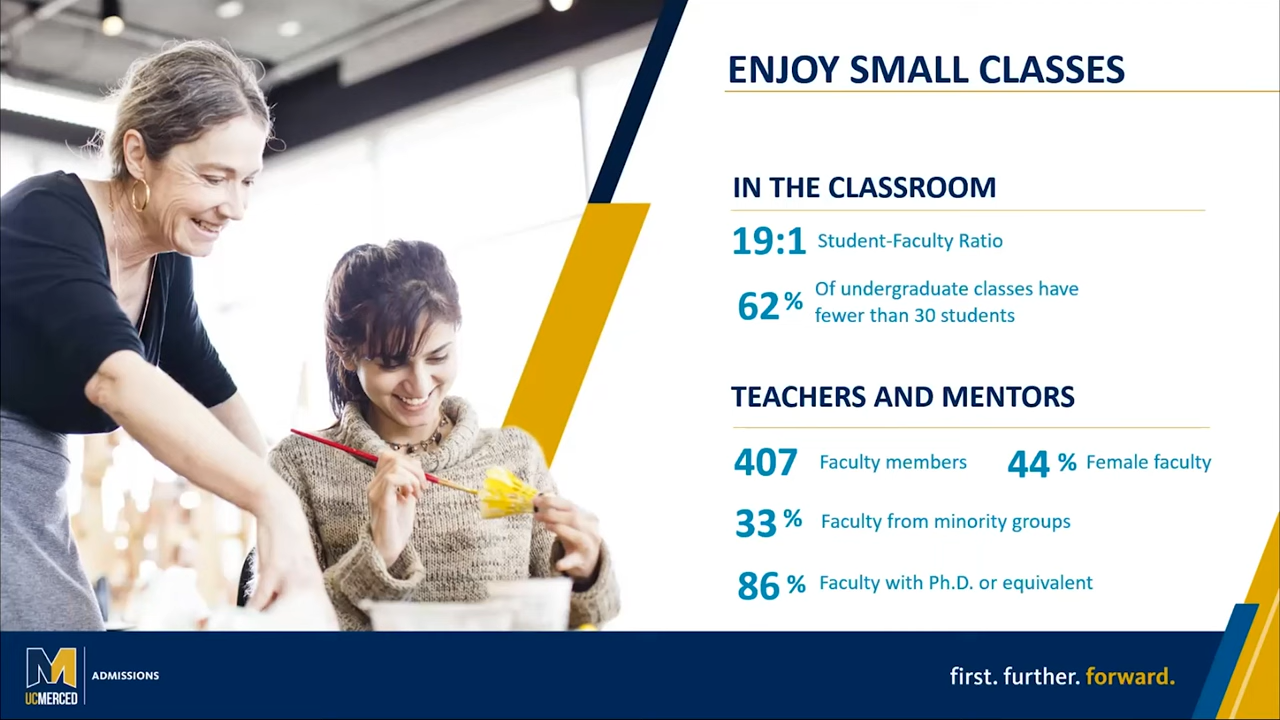 ENJOY SMALL CLASSES
IN THE CLASSROOM
19:1 Student-Faculty Ratio
62% Of undergraduate classes have
fewer than 30 students
TEACHERS AND MENTORS
407 Faculty members 44% Female faculty
33% Faculty from minority groups
86% Faculty with Ph.D. or equivalent
M
UCMERCED
ADMISSIONS
first. further. forward.